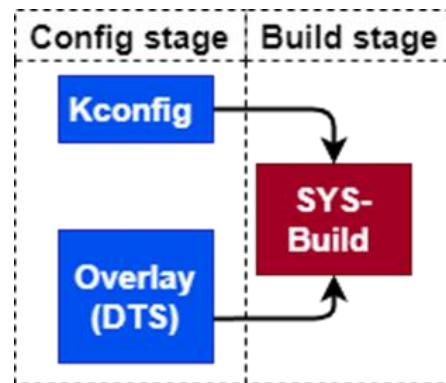 Config stage
Build stage
Kconfig
SYS-
Build
Overlay
(DTS)